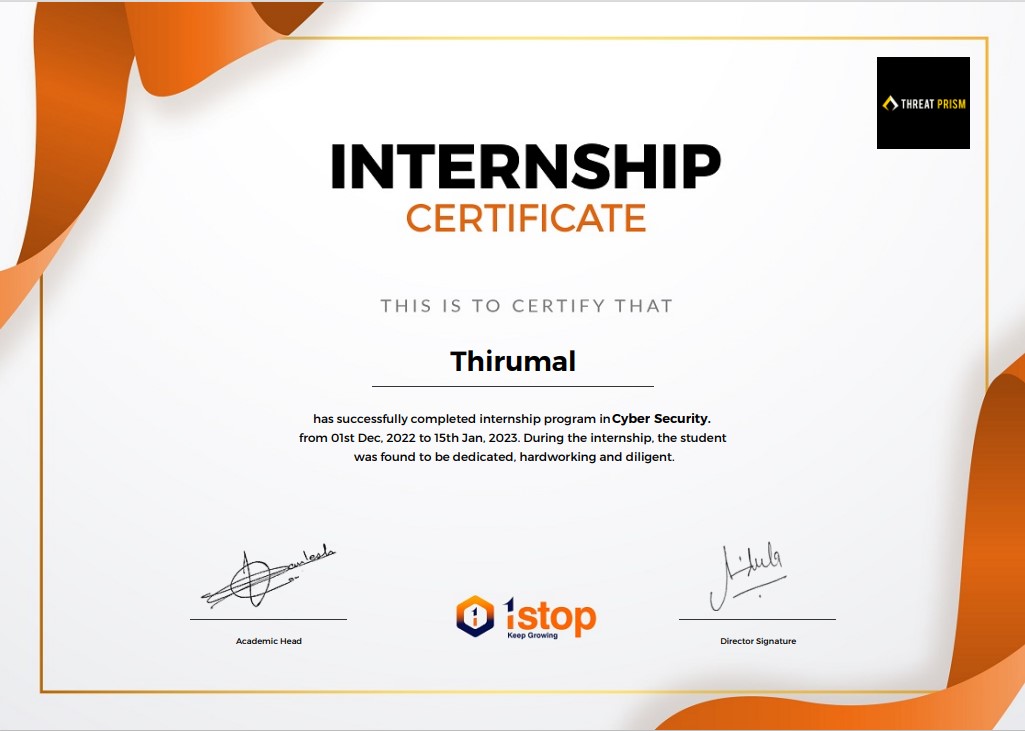 THREAT PRISM
INTERNSHIP
CERTIFICATE
THIS IS TO CERTIFY THAT
Thirumal
has successfully completed internship program in Cyber Security.
from 01st Dec, 2022 to 15th Jan, 2023. During the internship, the student
was found to be dedicated, hardworking and diligent.
Academic Head
1stop
Keep Growing
Director Signature